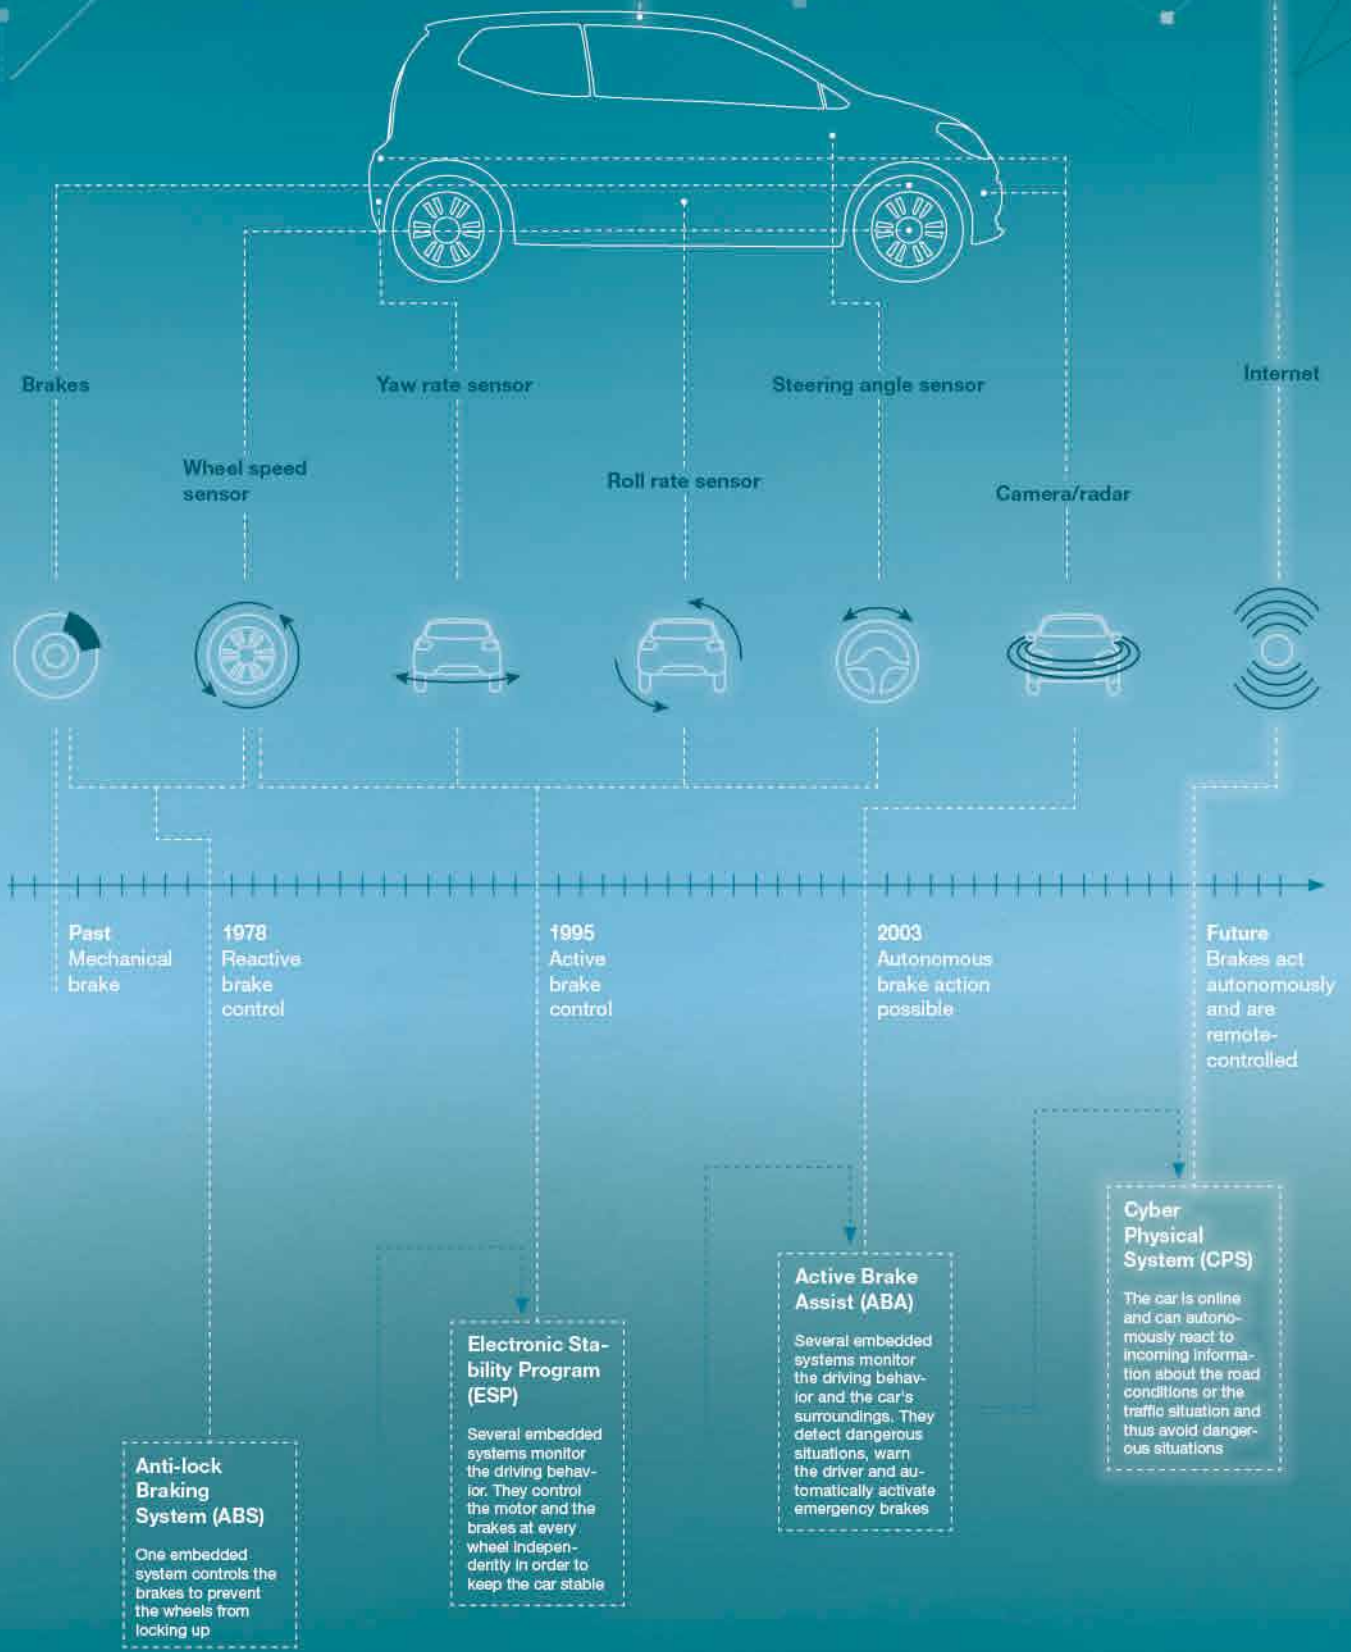 Brakes
Yaw rate sensor
Steering angle sensor
Internet
Wheel speed
sensor
Roll rate sensor
Camera/radar
Past
Mechanical
brake
1978
Reactive
brake
control
1995
Active
brake
control
2003
Autonomous
brake action
possible
Future
Brakes act
autonomously
and are
remote-
controlled
Anti-lock
Braking
System (ABS)
One embedded
system controls the
brakes to prevent
the wheels from
locking up
Electronic Sta-
bility Program
(ESP)
Several embedded
systems monitor
the driving behav-
ior. They control
the motor and the
brakes at every
wheel indepen-
dently in order to
keep the car stable
Active Brake
Assist (ABA)
Several embedded
systems monitor
the driving behav-
ior and the car's
surroundings. They
detect dangerous
situations, warn
the driver and au-
tomatically activate
emergency brakes
Cyber
Physical
System (CPS)
The car is online
and can autono-
mously react to
incoming informa-
tion about the road
conditions or the
traffic situation and
thus avoid danger-
ous situations